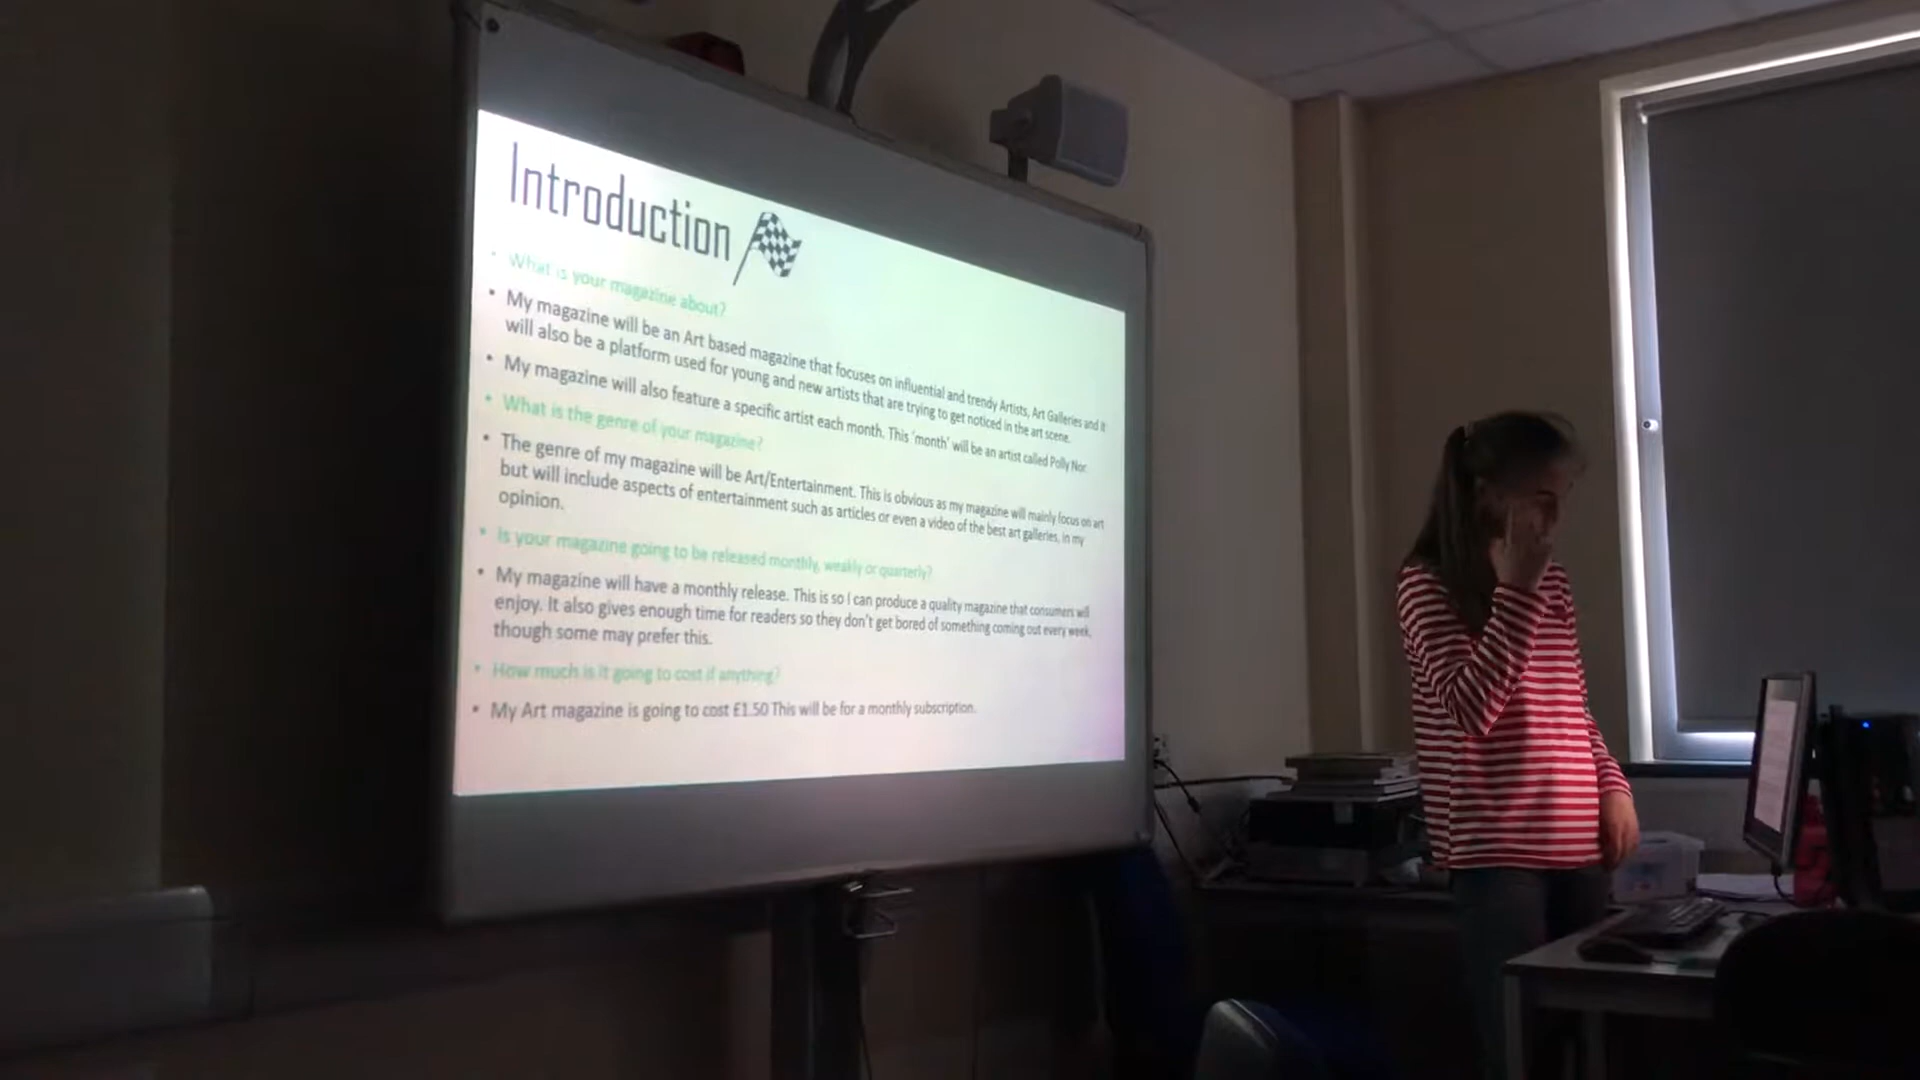 Introduction
• What is your magazine about?
• My magazine will be an Art based magazine that focuses on influential and trendy Artists, Art Galleries and it
will also be a platform used for young and new artists that are trying to get noticed in the art scene.
• My magazine will also feature a specific artist each month. This 'month' will be an artist called Polly Nor.
• What is the genre of your magazine?
• The genre of my magazine will be Art/Entertainment. This is obvious as my magazine will mainly focus on art
but will include aspects of entertainment such as articles or even a video of the best art galleries, in my
opinion.
• Is your magazine going to be released monthly, weakly or quarterly?
• My magazine will have a monthly release. This is so I can produce a quality magazine that consumers will
enjoy. It also gives enough time for readers so they don't get bored of something coming out every week,
though some may prefer this.
• How much is it going to cost if anything?
• My Art magazine is going to cost £1.50 This will be for a monthly subscription.